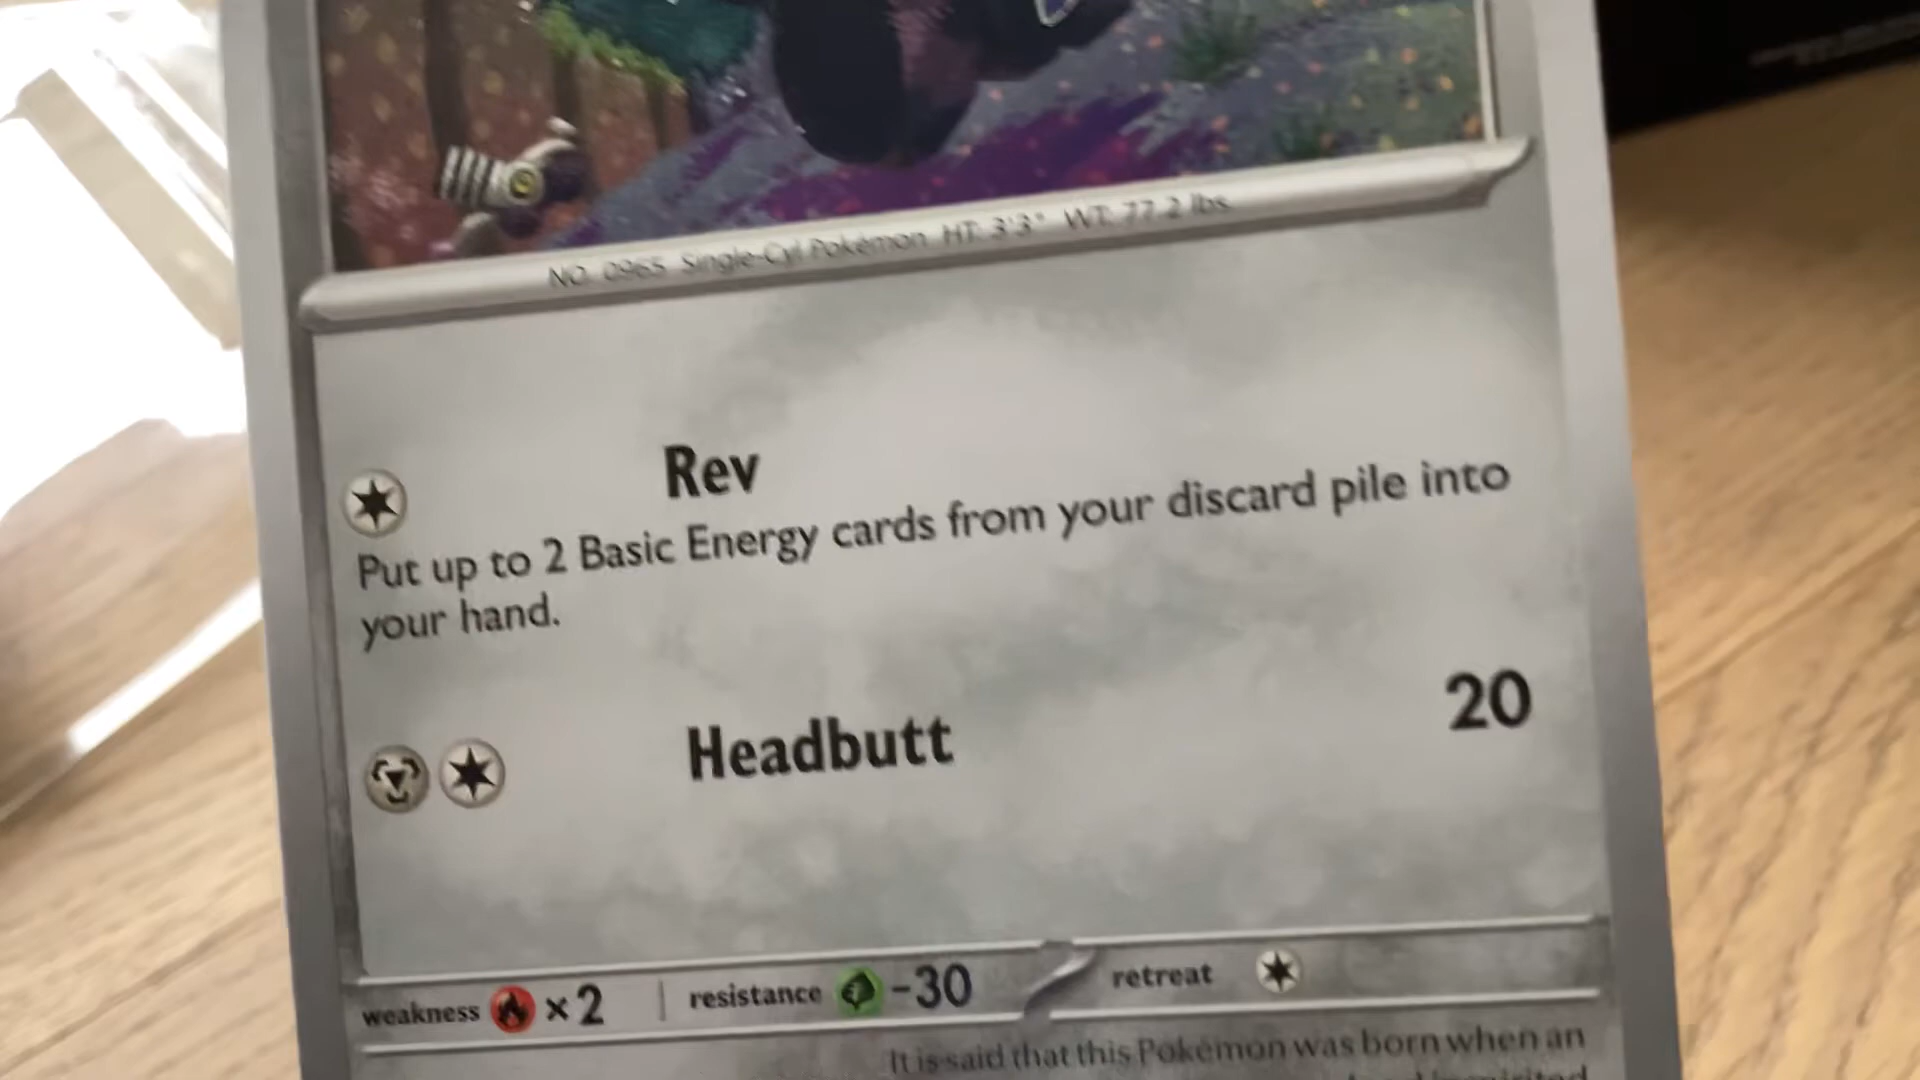 NO. 0965 Single-Cyl Pokémon HT: 3'3" WT: 77.2 lbs.
Rev
Put up to 2 Basic Energy cards from your discard pile into
your hand.
Headbutt 20
weakness ×2 resistance -30 retreat
It is said that this Pokémon was born when an